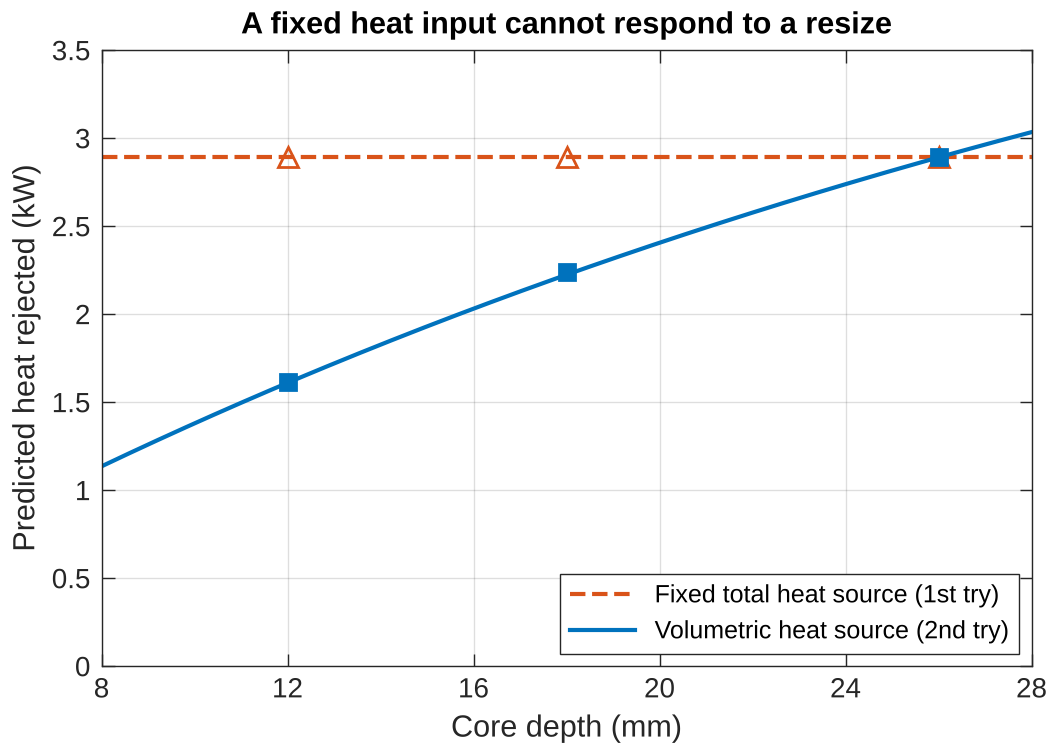 A fixed heat input cannot respond to a resize
3.5
3
2.5
2
1.5
1
0.5
0
Predicted heat rejected (kW)
Fixed total heat source (1st try)
Volumetric heat source (2nd try)
8 12 16 20 24 28
Core depth (mm)